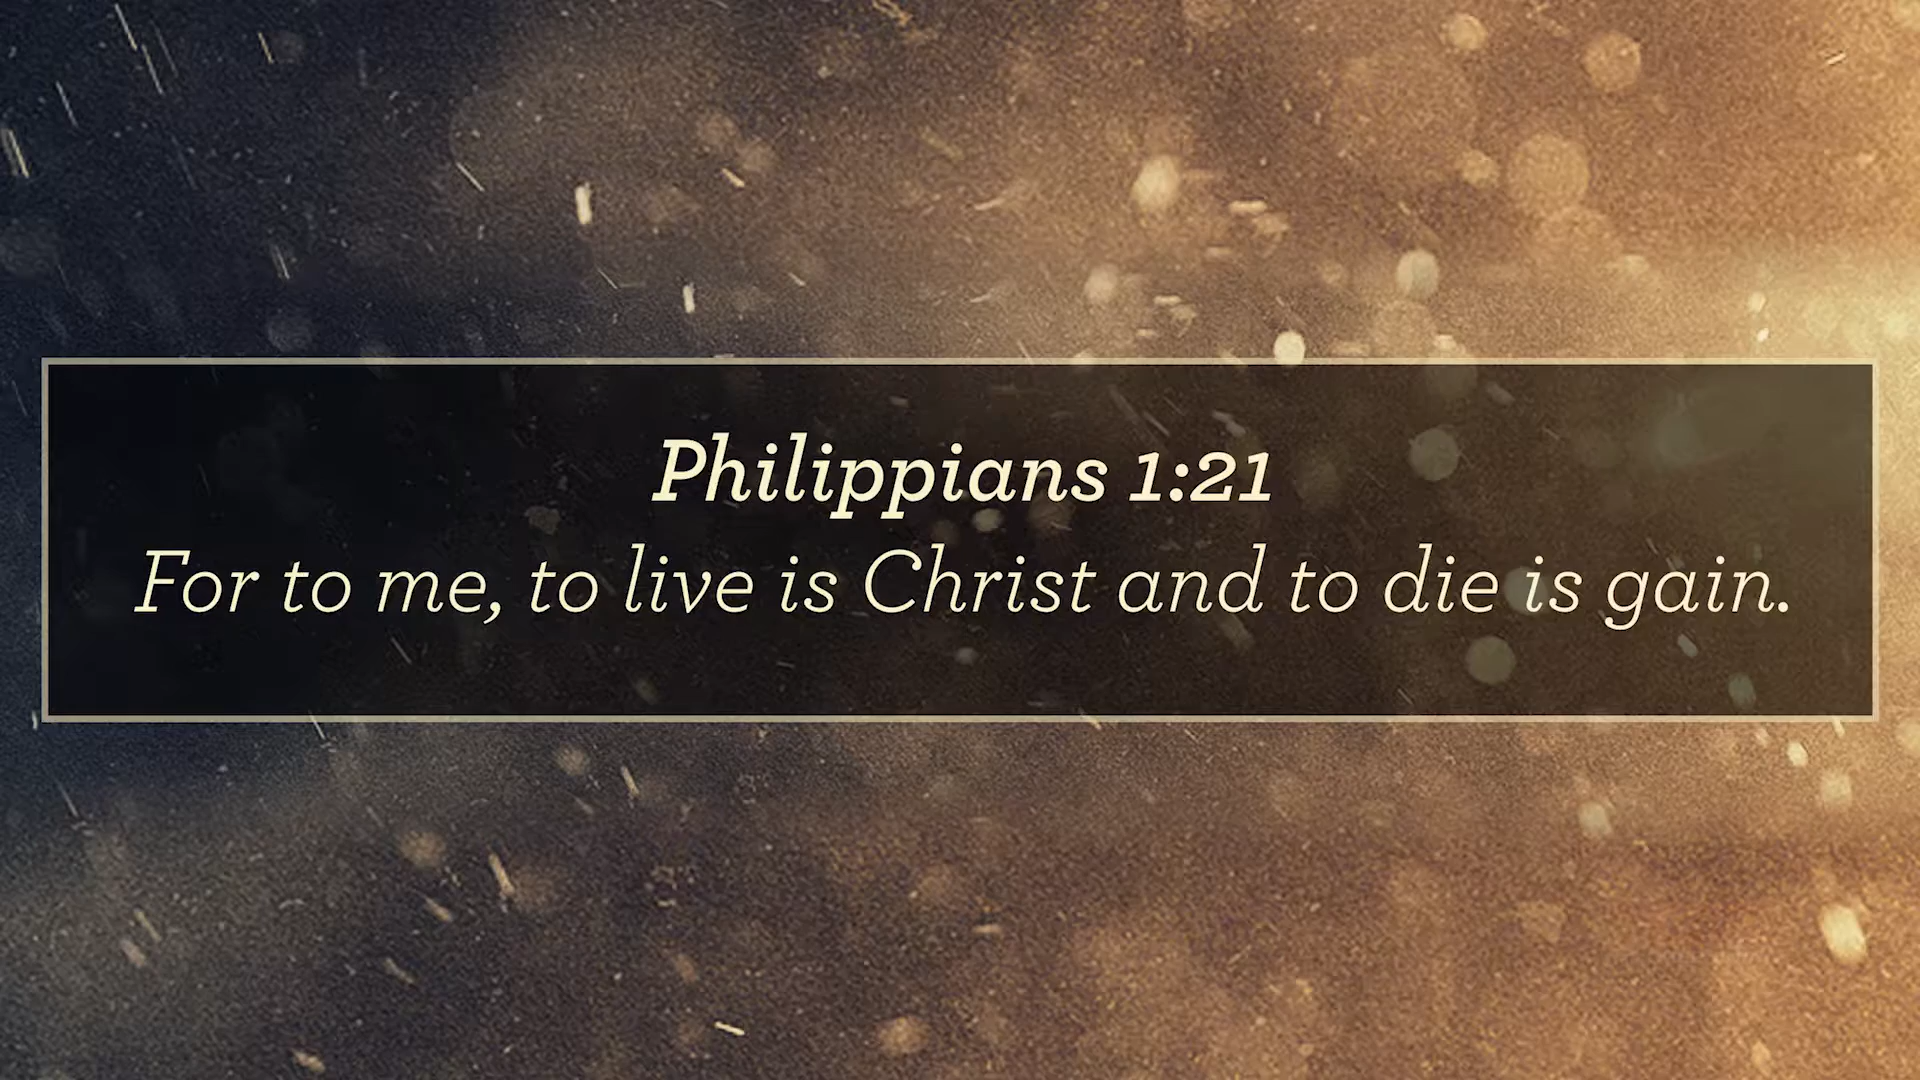 Philippians 1:21
For to me, to live is Christ and to die is gain.